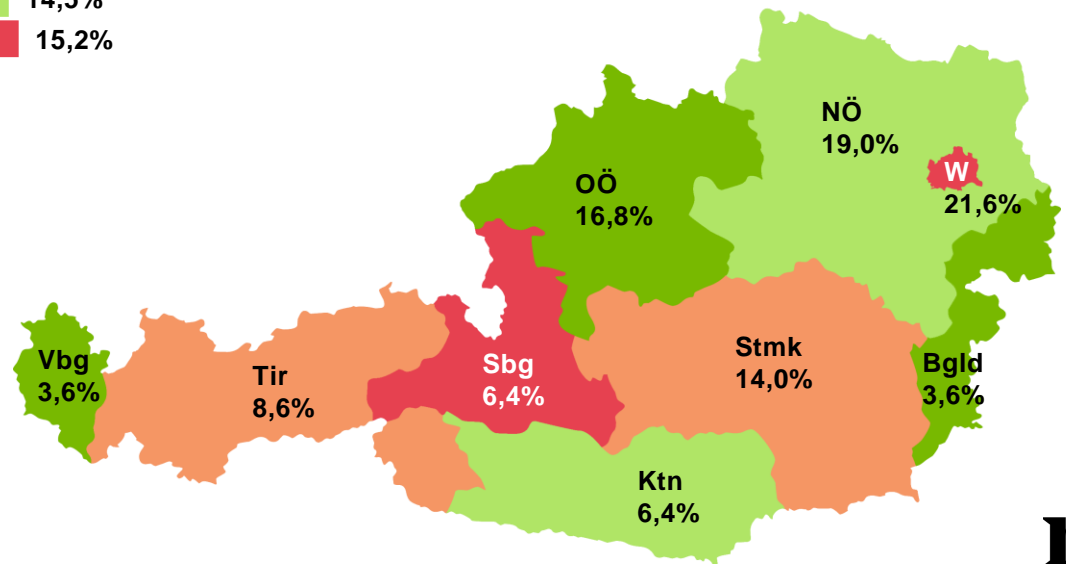 15,2%
NÖ
19,0%
W
21,6%
OÖ
16,8%
Vbg
3,6%
Tir
8,6%
Sbg
6,4%
Stmk
14,0%
Bgld
3,6%
Ktn
6,4%